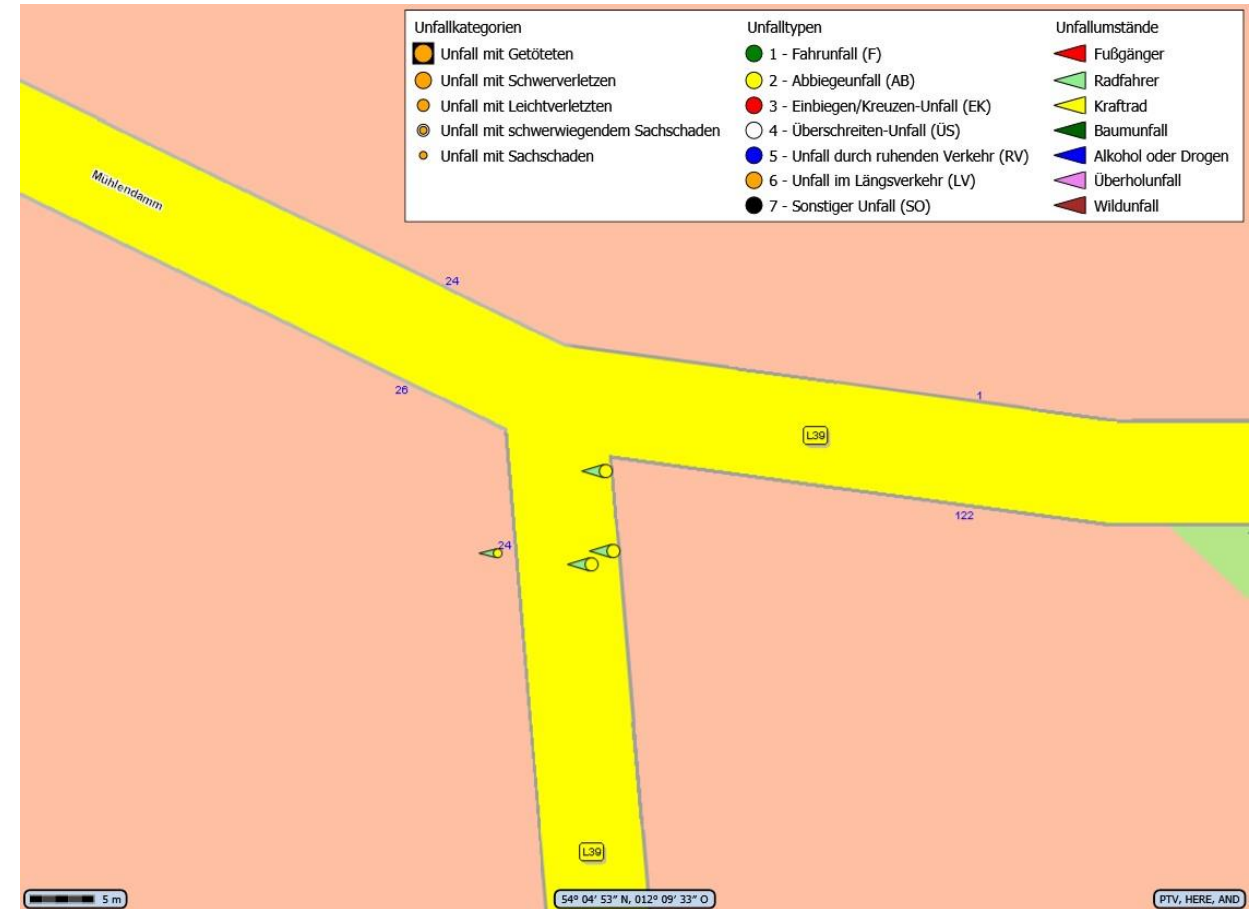 Unfallkategorien
Unfall mit Getöteten
Unfall mit Schwerverletzen
Unfall mit Leichtverletzten
Unfall mit schwerwiegendem Sachschaden
Unfall mit Sachschaden
Unfalltypen
1 - Fahrunfall (F)
2 - Abbiegeunfall (AB)
3 - Einbiegen/Kreuzen-Unfall (EK)
4 - Überschreiten-Unfall (ÜS)
5 - Unfall durch ruhenden Verkehr (RV)
6 - Unfall im Längsverkehr (LV)
7 - Sonstiger Unfall (SO)
Unfallumstände
Fußgänger
Radfahrer
Kraftrad
Baumunfall
Alkohol oder Drogen
Überholunfall
Wildunfall
Mühlendamm
24
26
1
L39
122
24
L39
5 m
54° 04' 53" N, 012° 09' 33" O
PTV, HERE, AND